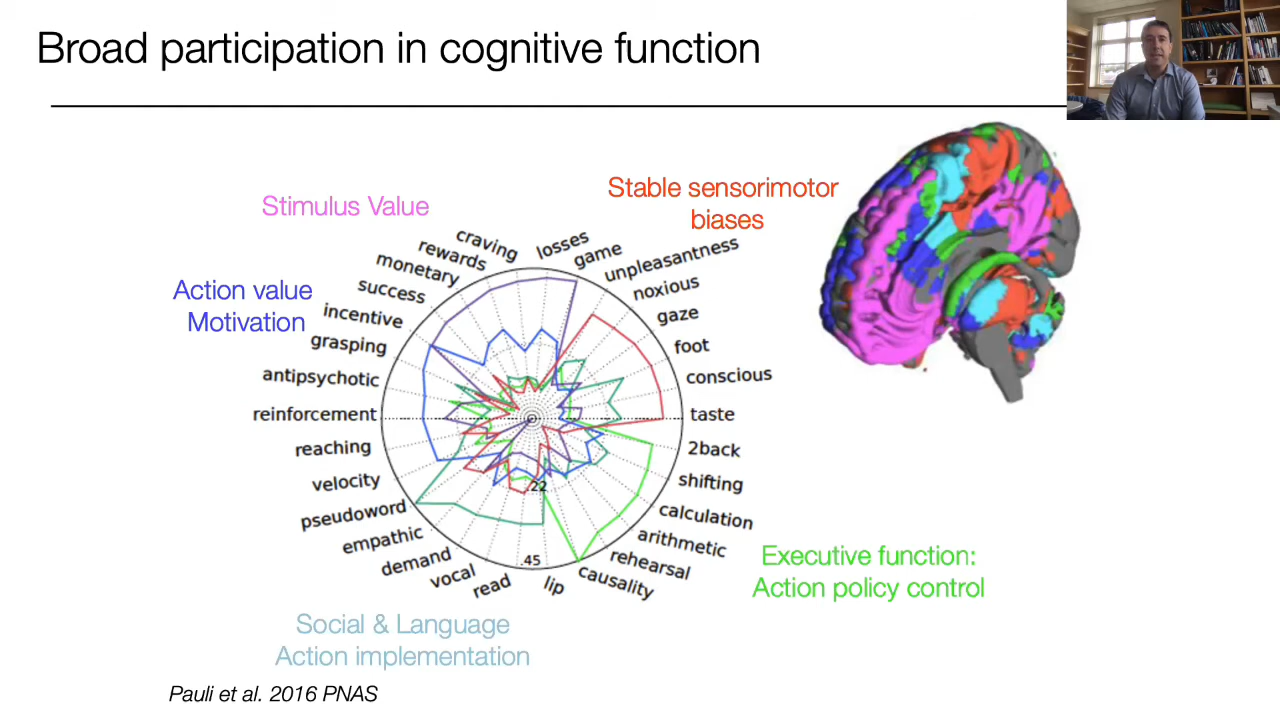 Broad participation in cognitive function
Stimulus Value
Stable sensorimotor
biases
Action value
Motivation
craving
rewards
monetary
success
incentive
grasping
antipsychotic
reinforcement
reaching
velocity
pseudoword
empathic
demand
vocal
read
lip
causality
rehearsal
arithmetic
calculation
shifting
2back
taste
conscious
foot
gaze
noxious
unpleasantness
game
losses
.22
.45
Executive function:
Action policy control
Social & Language
Action implementation
Pauli et al. 2016 PNAS